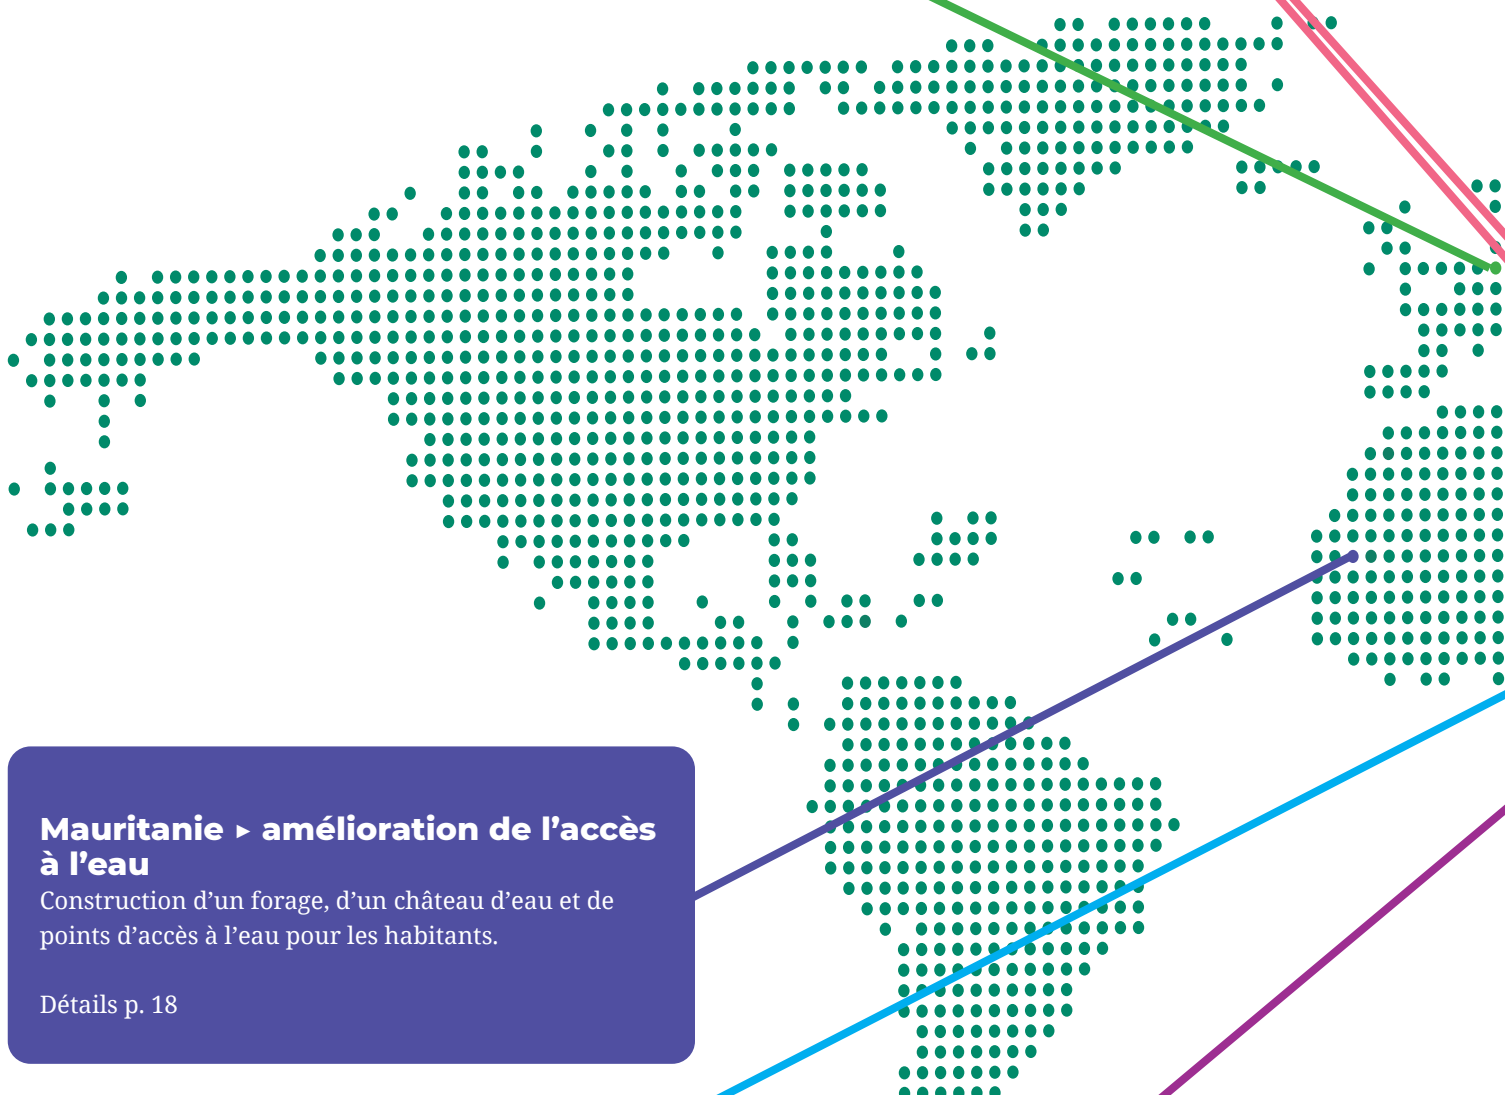 Mauritanie ▸ amélioration de l’accès
à l’eau
Construction d’un forage, d’un château d’eau et de
points d’accès à l’eau pour les habitants.
Détails p. 18